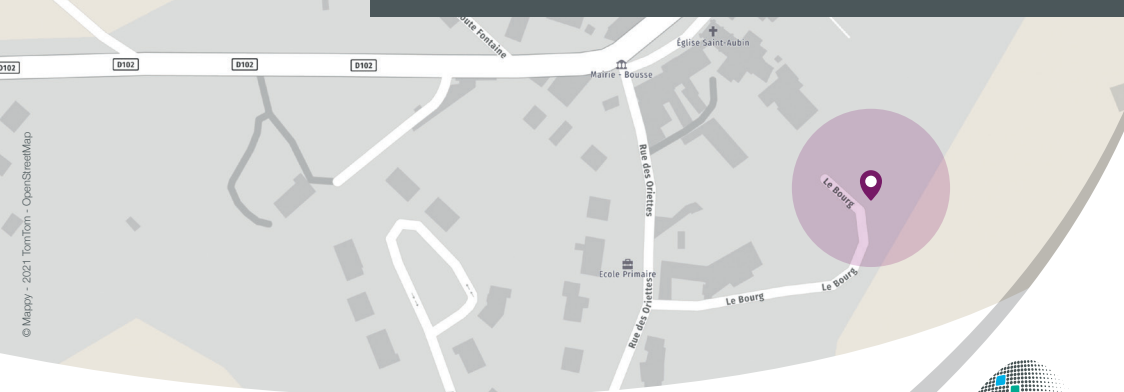 oute Fontaine
Église Saint-Aubin
D102
D102
D102
D102
Mairie - Bousse
Rue des Oriettes
Le Bourg
Ecole Primaire
Le Bourg
Le Bourg
Rue des Oriettes
© Mappy - 2021 TomTom - OpenStreetMap